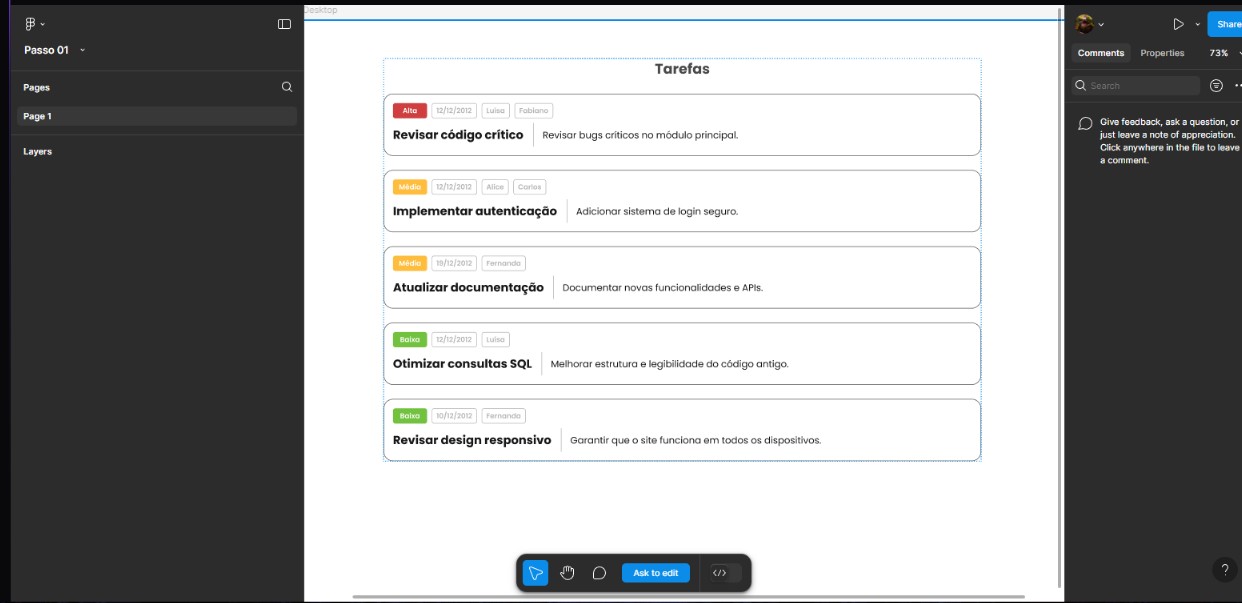 Desktop
Passo 01
Share
Comments Properties 73%
Pages
Search
Page 1
Layers
Give feedback, ask a question, or
just leave a note of appreciation.
Click anywhere in the file to leave
a comment.
Tarefas
Alta 12/12/2012 Luisa Fabiano
Revisar código crítico Revisar bugs críticos no módulo principal.
Média 12/12/2012 Alice Carlos
Implementar autenticação Adicionar sistema de login seguro.
Média 19/12/2012 Fernando
Atualizar documentação Documentar novas funcionalidades e APIs.
Baixa 12/12/2012 Luisa
Otimizar consultas SQL Melhorar estrutura e legibilidade do código antigo.
Baixa 10/12/2012 Fernanda
Revisar design responsivo Garantir que o site funciona em todos os dispositivos.
Ask to edit </>
?